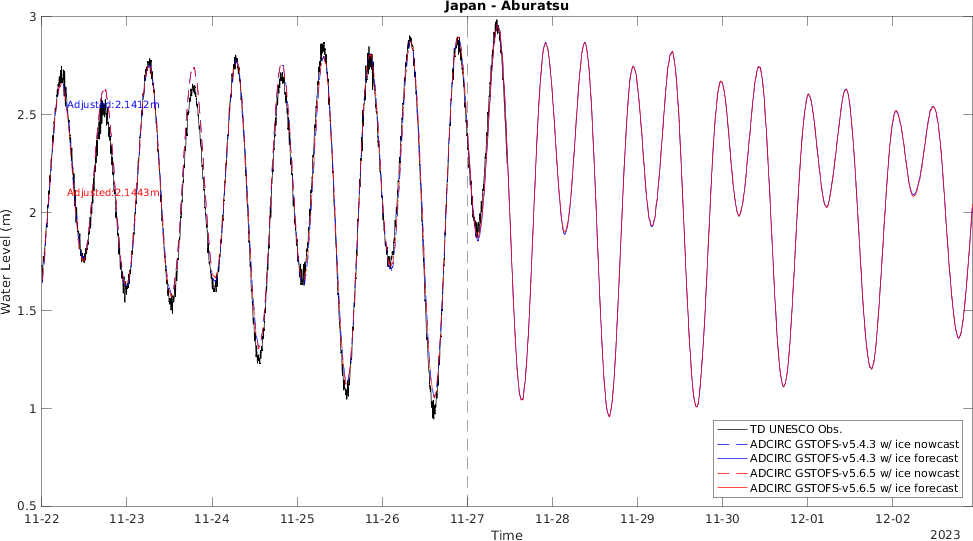 Japan - Aburatsu
3
2.5
2
1.5
1
0.5
Water Level (m)
Adjusted:2.1412m
Adjusted:2.1443m
TD UNESCO Obs.
ADCIRC GSTOFS-v5.4.3 w/ ice nowcast
ADCIRC GSTOFS-v5.4.3 w/ ice forecast
ADCIRC GSTOFS-v5.6.5 w/ ice nowcast
ADCIRC GSTOFS-v5.6.5 w/ ice forecast
11-22 11-23 11-24 11-25 11-26 11-27 11-28 11-29 11-30 12-01 12-02
Time
2023